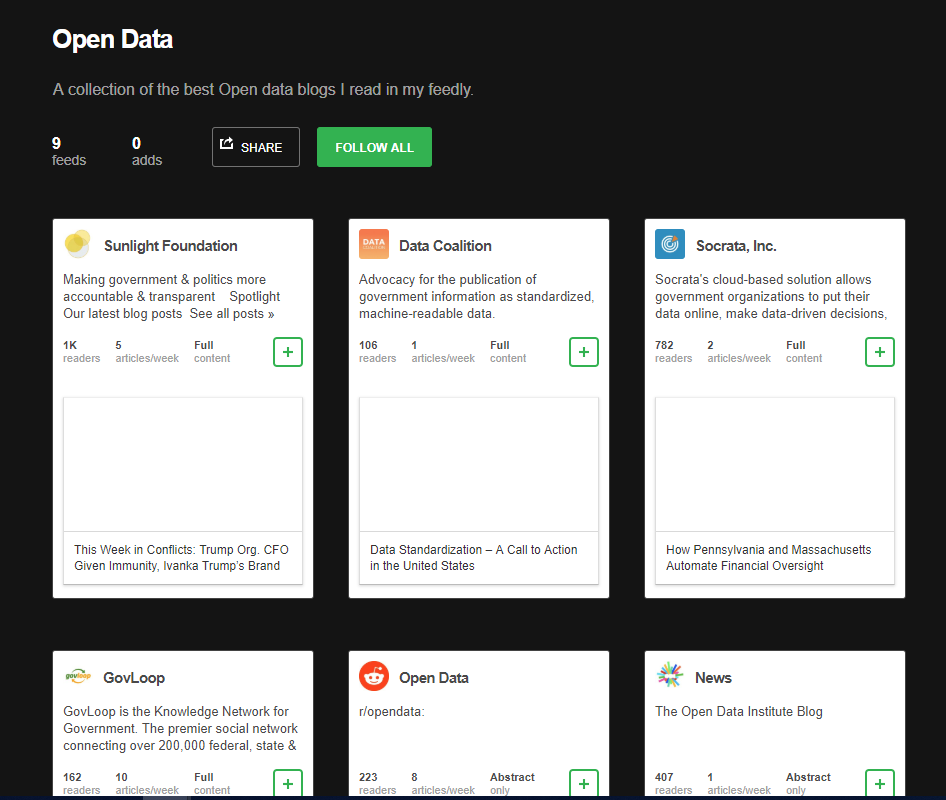 Open Data
A collection of the best Open data blogs I read in my feedly.
9
feeds
0
adds
SHARE
FOLLOW ALL
Sunlight Foundation
Making government & politics more
accountable & transparent Spotlight
Our latest blog posts See all posts »
1K
readers
5
articles/week
Full
content
+
This Week in Conflicts: Trump Org. CFO
Given Immunity, Ivanka Trump's Brand
DATA
COALITION
Data Coalition
Advocacy for the publication of
government information as standardized,
machine-readable data.
106
readers
1
articles/week
Full
content
+
Data Standardization – A Call to Action
in the United States
Socrata, Inc.
Socrata's cloud-based solution allows
government organizations to put their
data online, make data-driven decisions,
782
readers
2
articles/week
Full
content
+
How Pennsylvania and Massachusetts
Automate Financial Oversight
govloop
GovLoop
GovLoop is the Knowledge Network for
Government. The premier social network
connecting over 200,000 federal, state &
162
readers
10
articles/week
Full
content
+
Open Data
r/opendata:
223
readers
8
articles/week
Abstract
only
+
News
The Open Data Institute Blog
407
readers
1
articles/week
Abstract
only
+